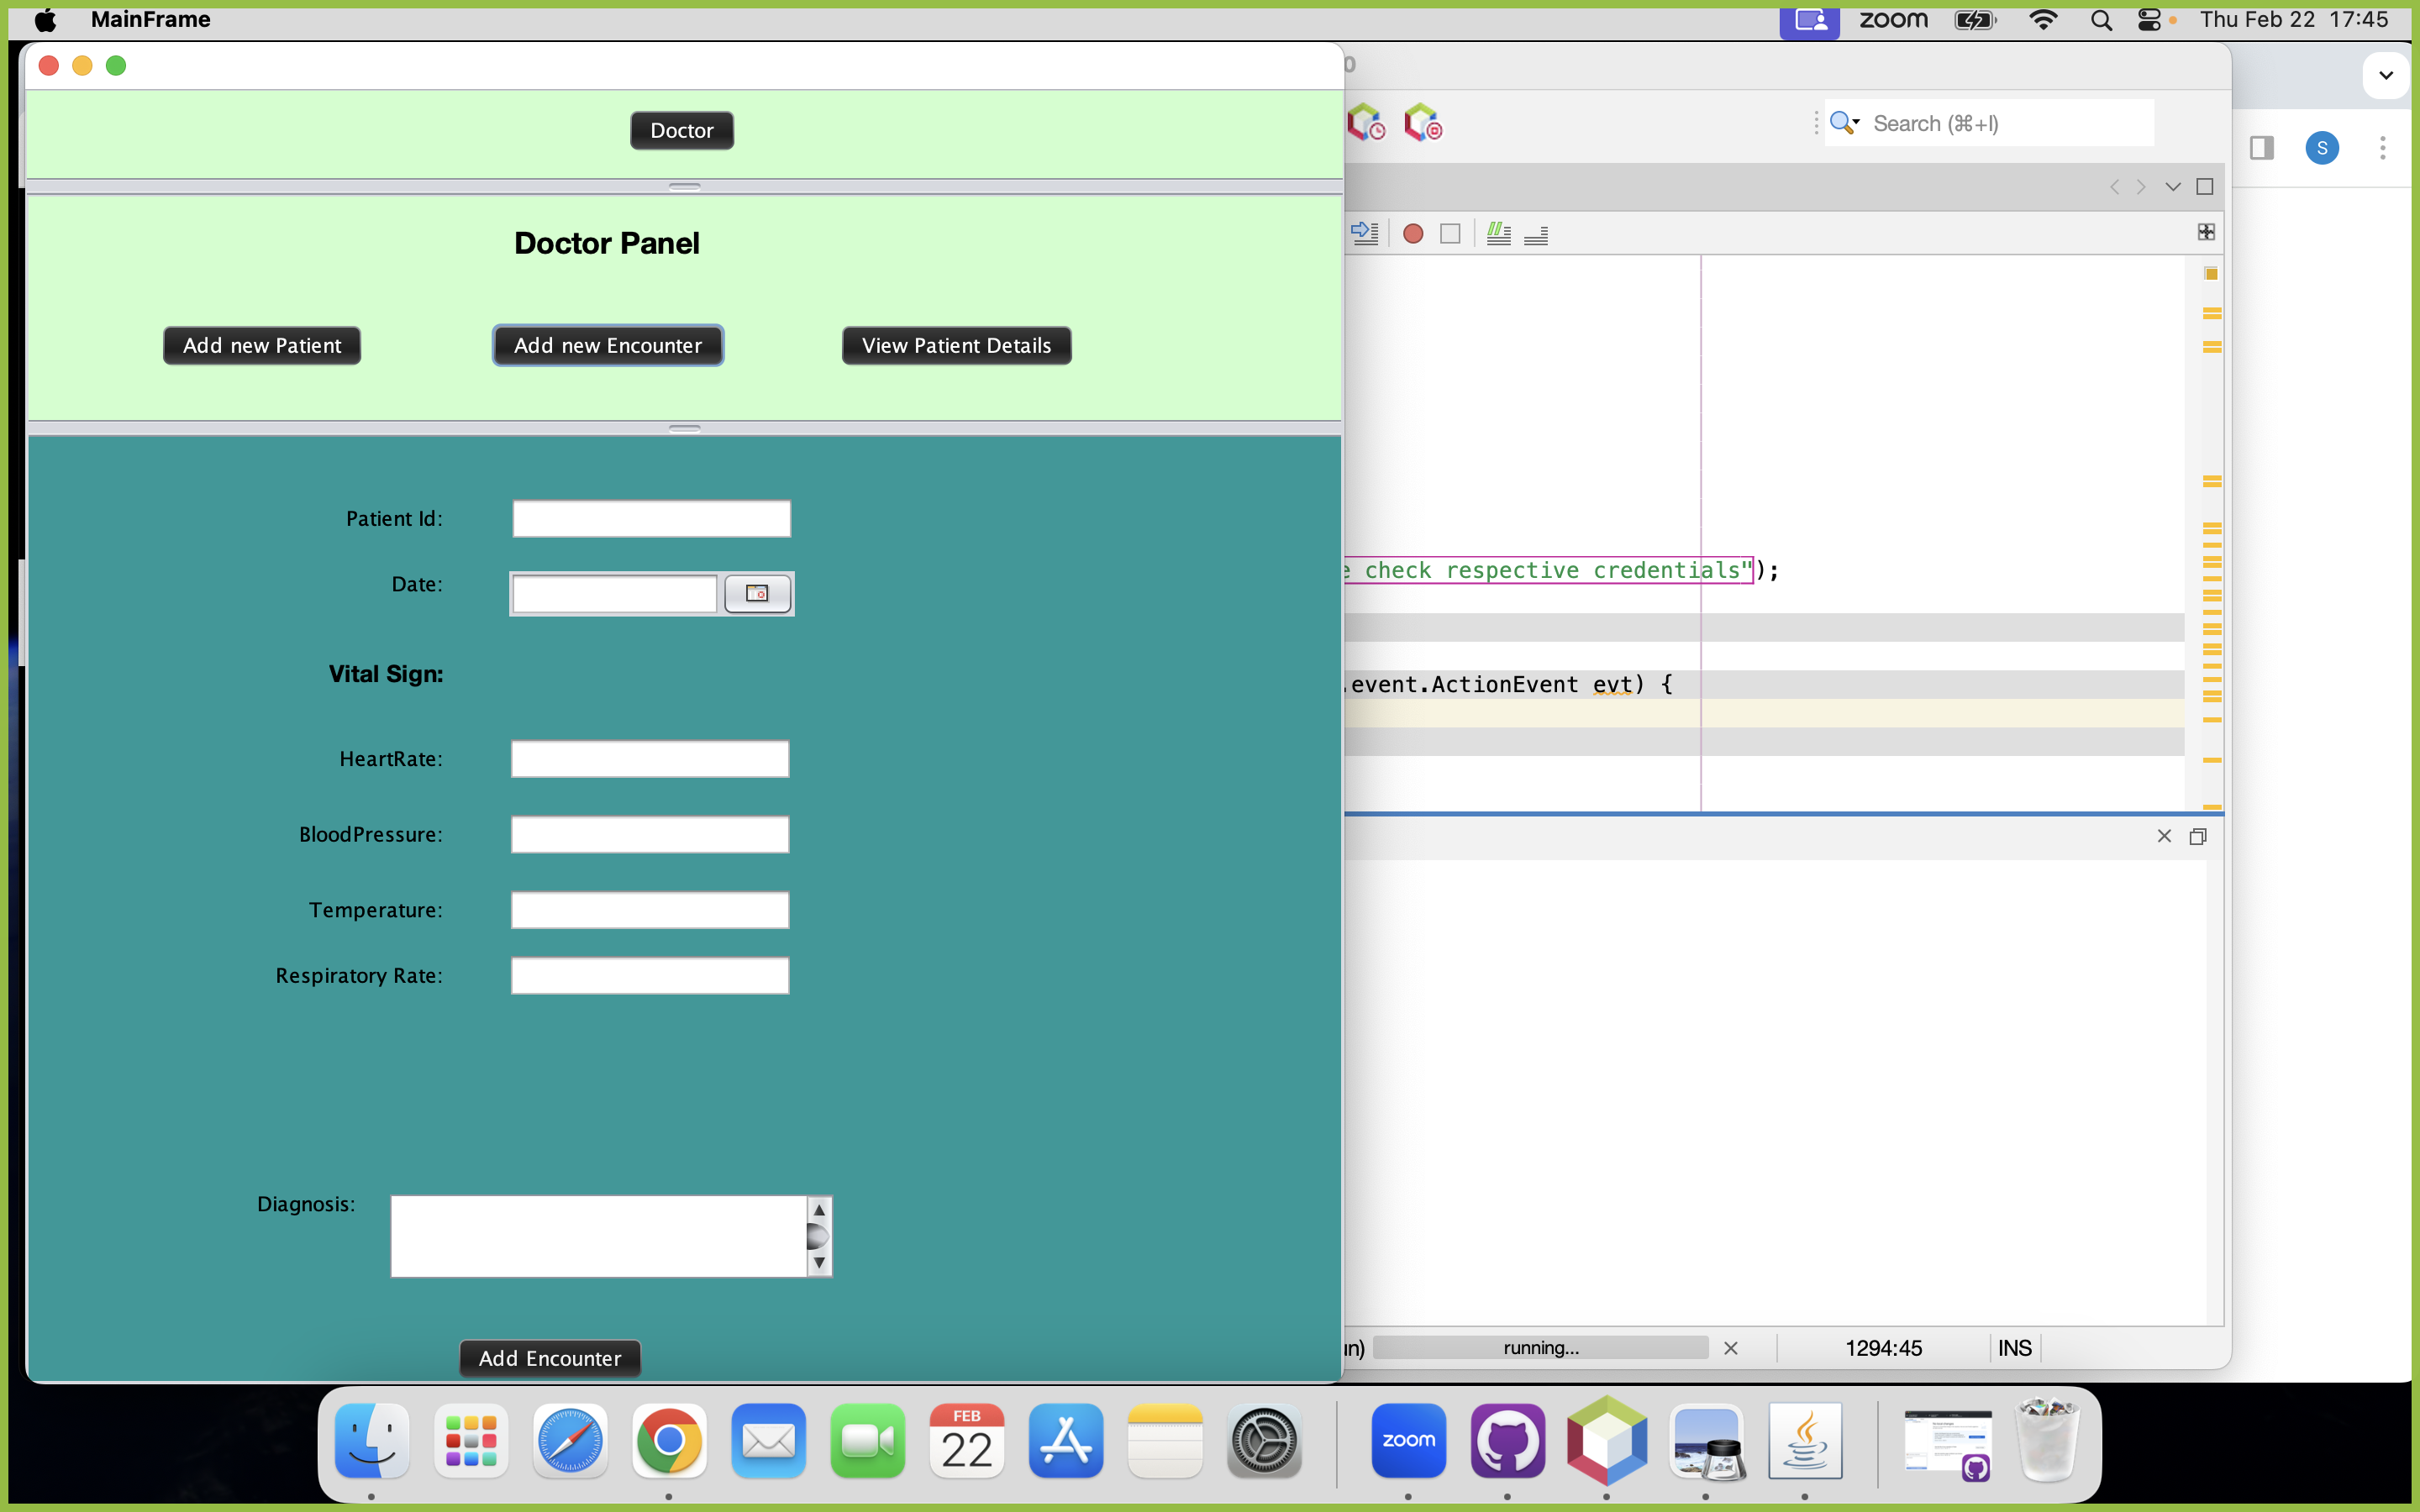 MainFrame
zoom
Thu Feb 22 17:45
Search (⌘+I)
S
Doctor
Doctor Panel
Add new Patient
Add new Encounter
View Patient Details
Patient Id:
Date:
Vital Sign:
HeartRate:
BloodPressure:
Temperature:
Respiratory Rate:
Diagnosis:
Add Encounter
e check respective credentials");
.event.ActionEvent evt) {
running...
1294:45
INS
FEB
22
zoom